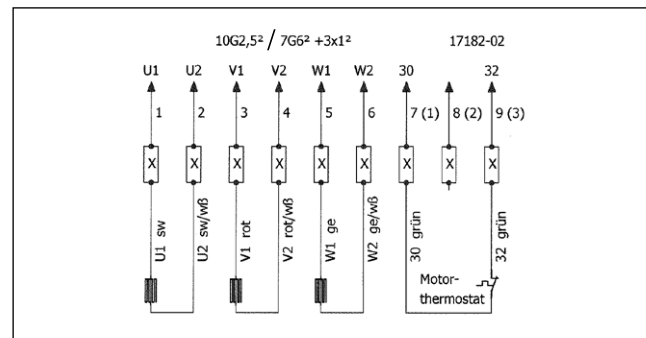 10G2,5² / 7G6² +3x1² 17182-02
U1 U2 V1 V2 W1 W2 30 32
1 2 3 4 5 6 7 (1) 8 (2) 9 (3)
X X X X X X X X X
U1 sw
U2 sw/wß
V1 rot
V2 rot/wß
W1 ge
W2 ge/wß
30 grün
32 grün
Motor-
thermostat